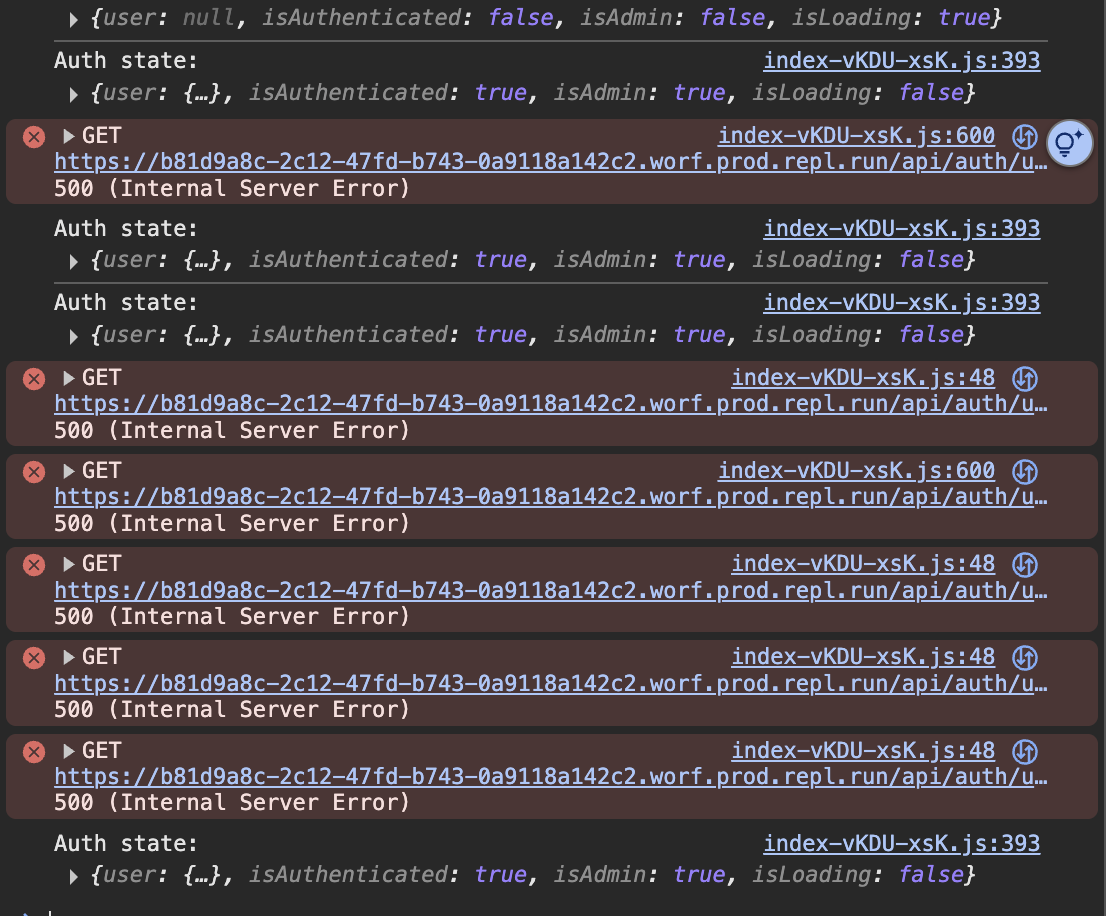 ▶ {user: null, isAuthenticated: false, isAdmin: false, isLoading: true}
Auth state: index-vKDU-xsK.js:393
▶ {user: {…}, isAuthenticated: true, isAdmin: true, isLoading: false}
▶ GET index-vKDU-xsK.js:600
https://b81d9a8c-2c12-47fd-b743-0a9118a142c2.worf.prod.repl.run/api/auth/u…
500 (Internal Server Error)
Auth state: index-vKDU-xsK.js:393
▶ {user: {…}, isAuthenticated: true, isAdmin: true, isLoading: false}
Auth state: index-vKDU-xsK.js:393
▶ {user: {…}, isAuthenticated: true, isAdmin: true, isLoading: false}
▶ GET index-vKDU-xsK.js:48
https://b81d9a8c-2c12-47fd-b743-0a9118a142c2.worf.prod.repl.run/api/auth/u…
500 (Internal Server Error)
▶ GET index-vKDU-xsK.js:600
https://b81d9a8c-2c12-47fd-b743-0a9118a142c2.worf.prod.repl.run/api/auth/u…
500 (Internal Server Error)
▶ GET index-vKDU-xsK.js:48
https://b81d9a8c-2c12-47fd-b743-0a9118a142c2.worf.prod.repl.run/api/auth/u…
500 (Internal Server Error)
▶ GET index-vKDU-xsK.js:48
https://b81d9a8c-2c12-47fd-b743-0a9118a142c2.worf.prod.repl.run/api/auth/u…
500 (Internal Server Error)
▶ GET index-vKDU-xsK.js:48
https://b81d9a8c-2c12-47fd-b743-0a9118a142c2.worf.prod.repl.run/api/auth/u…
500 (Internal Server Error)
Auth state: index-vKDU-xsK.js:393
▶ {user: {…}, isAuthenticated: true, isAdmin: true, isLoading: false}